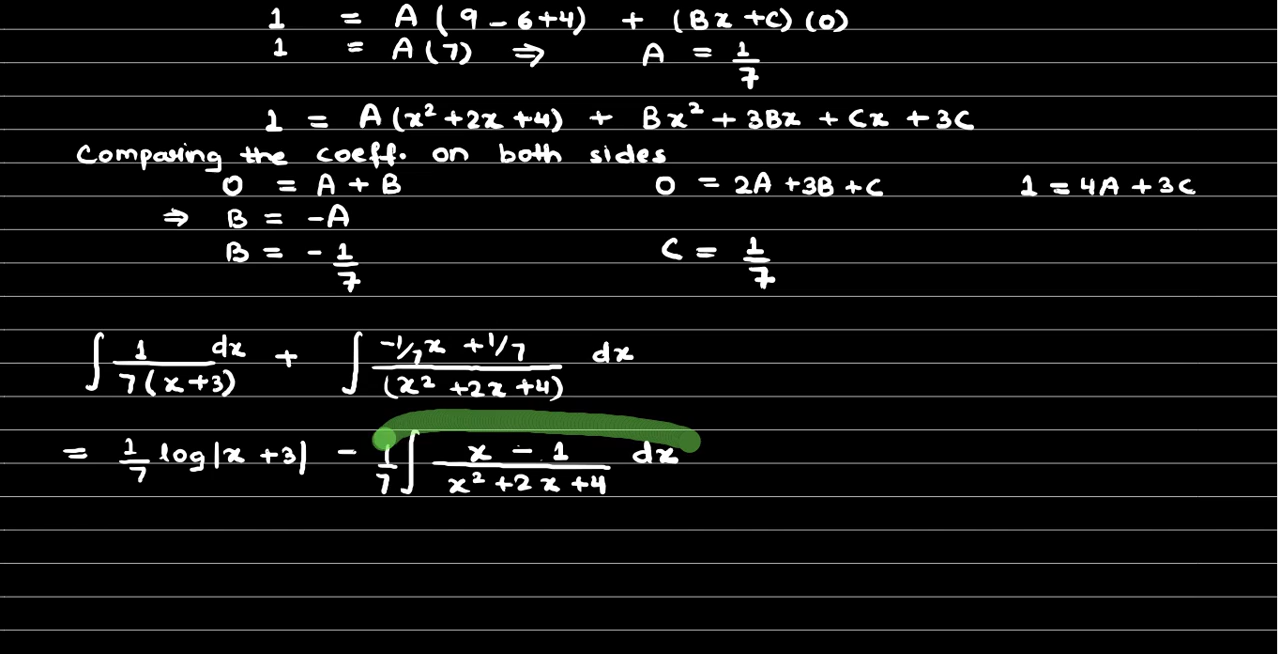 1 = A ( 9 - 6 + 4 ) + ( Bx + C ) ( 0 )
1 = A ( 7 ) ⇒ A = 1/7
1 = A ( x² + 2x + 4 ) + Bx² + 3Bx + Cx + 3C
Comparing the coeff. on both sides
0 = A + B 0 = 2A + 3B + C 1 = 4A + 3C
⇒ B = -A
B = - 1/7 C = 1/7
∫ 1/7(x+3) dx + ∫ -1/7x + 1/7/(x² + 2x + 4) dx
= 1/7 log|x + 3| - 1/7 ∫ x - 1/x² + 2x + 4 dx